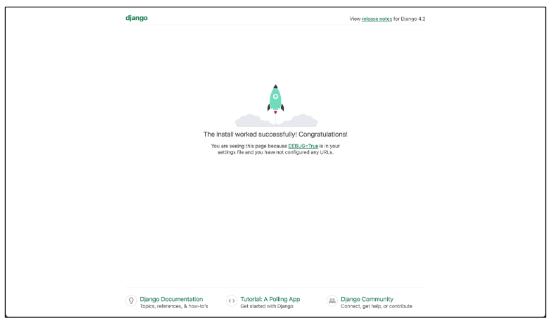 django
View release notes for Django 4.2
The install worked successfully! Congratulations!
You are seeing this page because DEBUG=True is in your
settings file and you have not configured any URLs.
Django Documentation
Topics, references, & how-to's
Tutorial: A Polling App
Get started with Django
Django Community
Connect, get help, or contribute